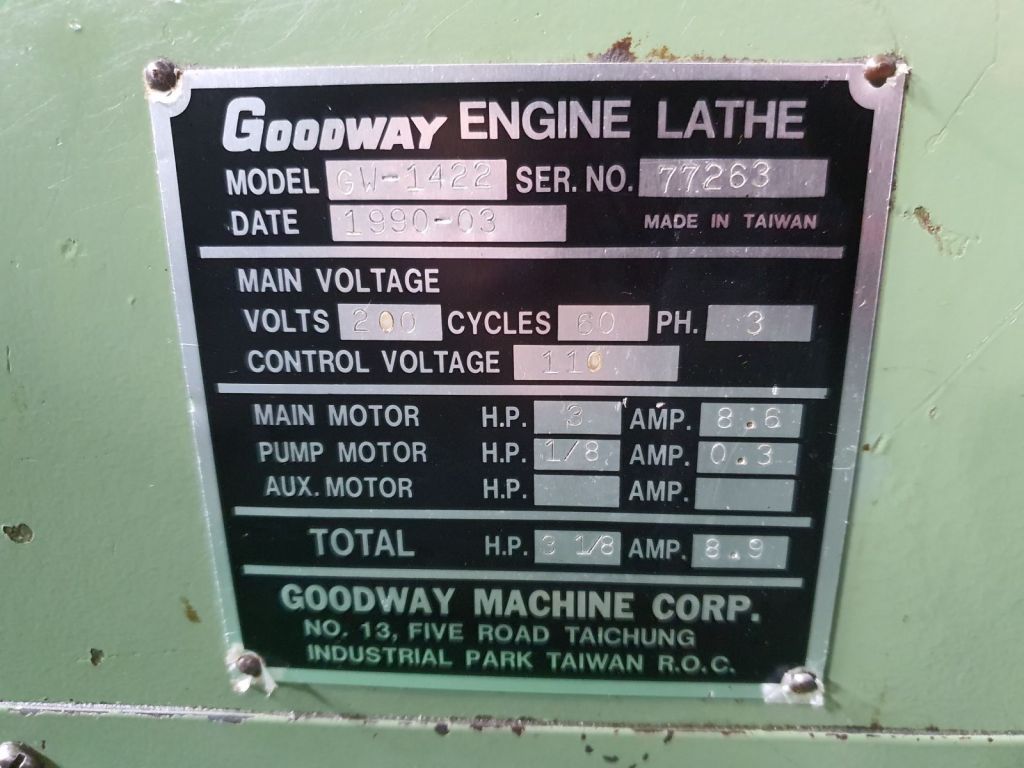 GOODWAY ENGINE LATHE
MODEL GW-1422 SER. NO. 77263
DATE 1990-03 MADE IN TAIWAN
MAIN VOLTAGE
VOLTS 200 CYCLES 60 PH. 3
CONTROL VOLTAGE 110
MAIN MOTOR H.P. 3 AMP. 8.6
PUMP MOTOR H.P. 1/8 AMP. 0.3
AUX. MOTOR H.P. AMP.
TOTAL H.P. 3 1/8 AMP. 8.9
GOODWAY MACHINE CORP.
NO. 13, FIVE ROAD TAICHUNG
INDUSTRIAL PARK TAIWAN R.O.C.